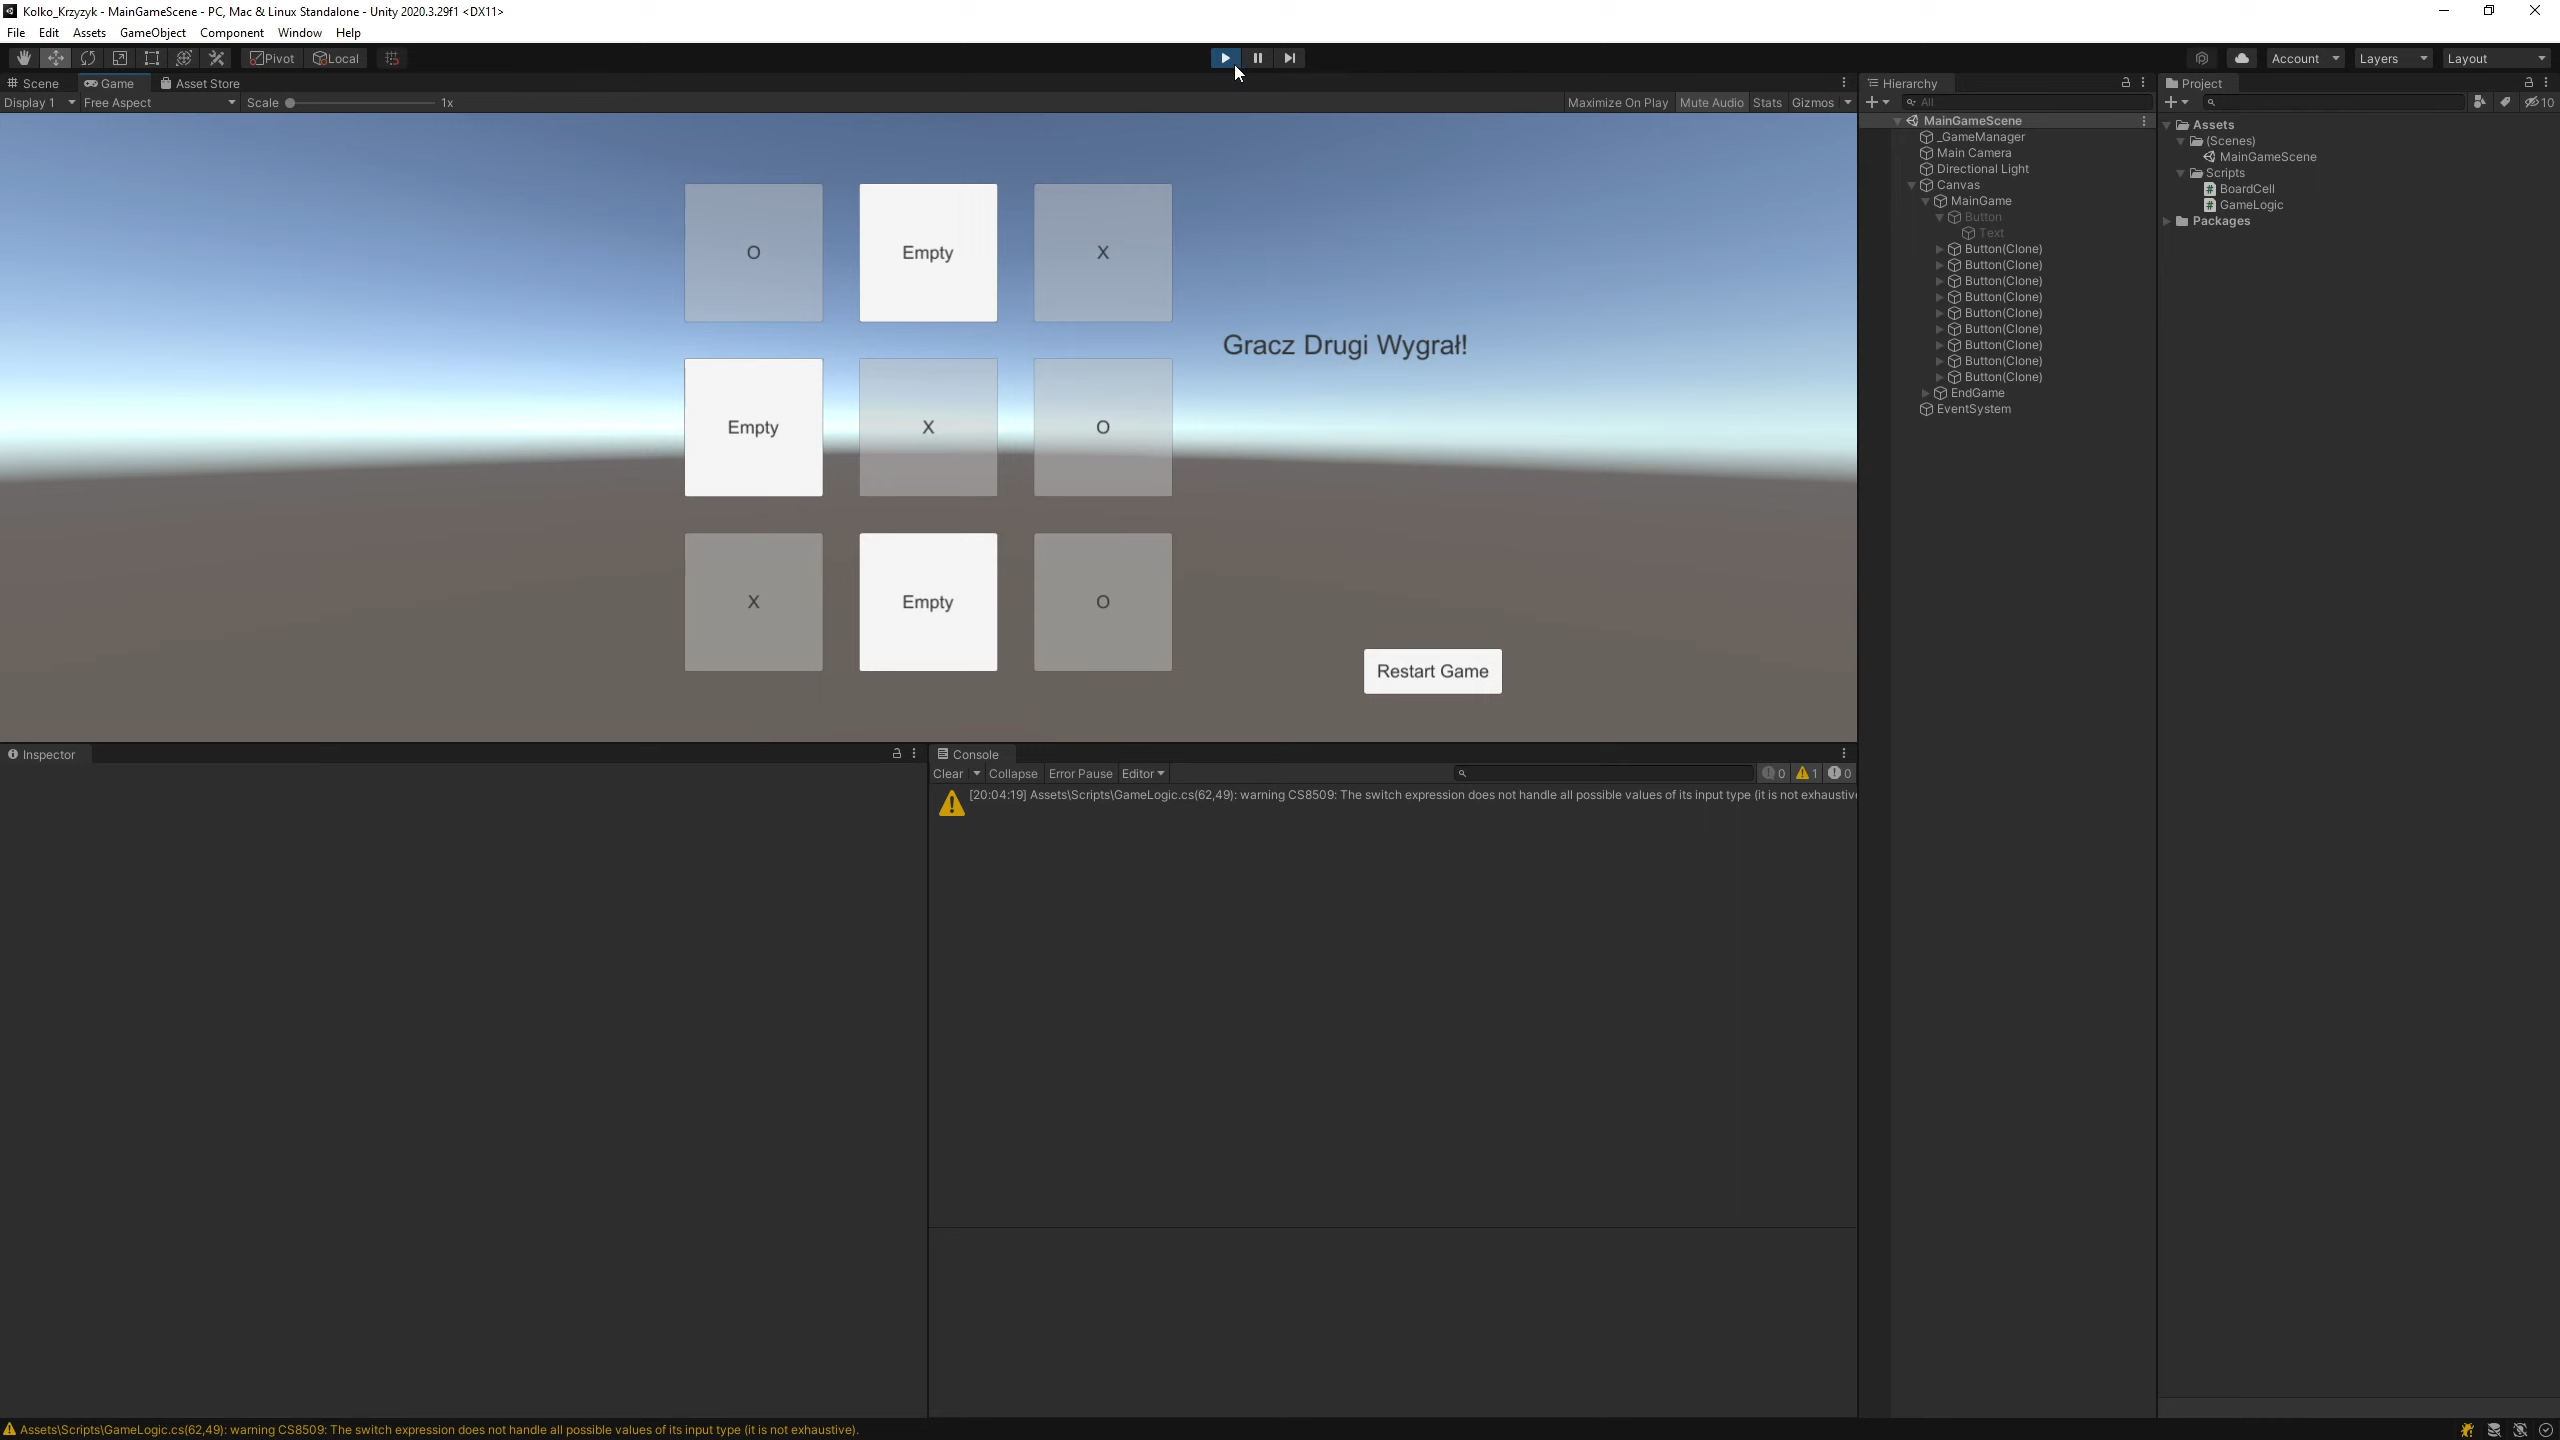 Kolko_Krzyzyk - MainGameScene - PC, Mac & Linux Standalone - Unity 2020.3.29f1 <DX11>
File Edit Assets GameObject Component Window Help
Pivot Local Account Layers Layout
Scene Game Asset Store
Display 1 Free Aspect Scale 1x Maximize On Play Mute Audio Stats Gizmos
O Empty X
Gracz Drugi Wygrał!
Empty X O
X Empty O
Restart Game
Hierarchy
All
MainGameScene
_GameManager
Main Camera
Directional Light
Canvas
MainGame
Button
Text
Button(Clone)
Button(Clone)
Button(Clone)
Button(Clone)
Button(Clone)
Button(Clone)
Button(Clone)
Button(Clone)
Button(Clone)
EndGame
EventSystem
Project
10
Assets
(Scenes)
MainGameScene
Scripts
BoardCell
GameLogic
Packages
Inspector
Console
Clear Collapse Error Pause Editor 0 1 0
[20:04:19] Assets\Scripts\GameLogic.cs(62,49): warning CS8509: The switch expression does not handle all possible values of its input type (it is not exhaustiv
Assets\Scripts\GameLogic.cs(62,49): warning CS8509: The switch expression does not handle all possible values of its input type (it is not exhaustive).